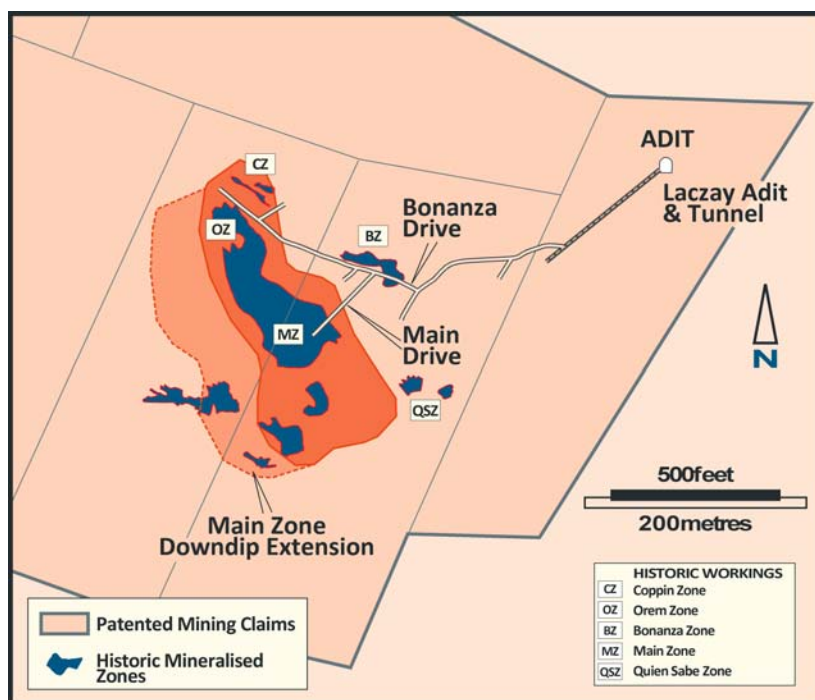 CZ
ADIT
Laczay Adit
& Tunnel
Bonanza
Drive
OZ
BZ
MZ
Main
Drive
N
QSZ
500feet
200metres
Main Zone
Downdip Extension
HISTORIC WORKINGS
CZ Coppin Zone
OZ Orem Zone
BZ Bonanza Zone
MZ Main Zone
QSZ Quien Sabe Zone
Patented Mining Claims
Historic Mineralised
Zones